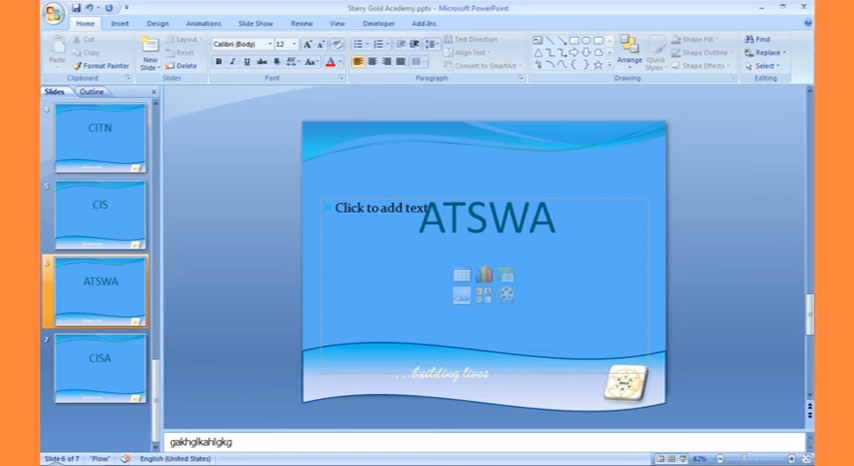 Starry Gold Academy.pptx - Microsoft PowerPoint
Home Insert Design Animations Slide Show Review View Developer Add-Ins
Cut
Copy
Format Painter
Paste
Clipboard
New Slide
Layout
Reset
Delete
Slides
Calibri (Body) 12
Font
Paragraph
Text Direction
Align Text
Convert to SmartArt
Arrange
Quick Styles
Shape Fill
Shape Outline
Shape Effects
Drawing
Find
Replace
Select
Editing
Slides Outline
CITN
5
CIS
6
ATSWA
7
CISA
Click to add text
ATSWA
...building lives
gakhglkahlgkg
Slide 6 of 7 "Flow" English (United States) 62%